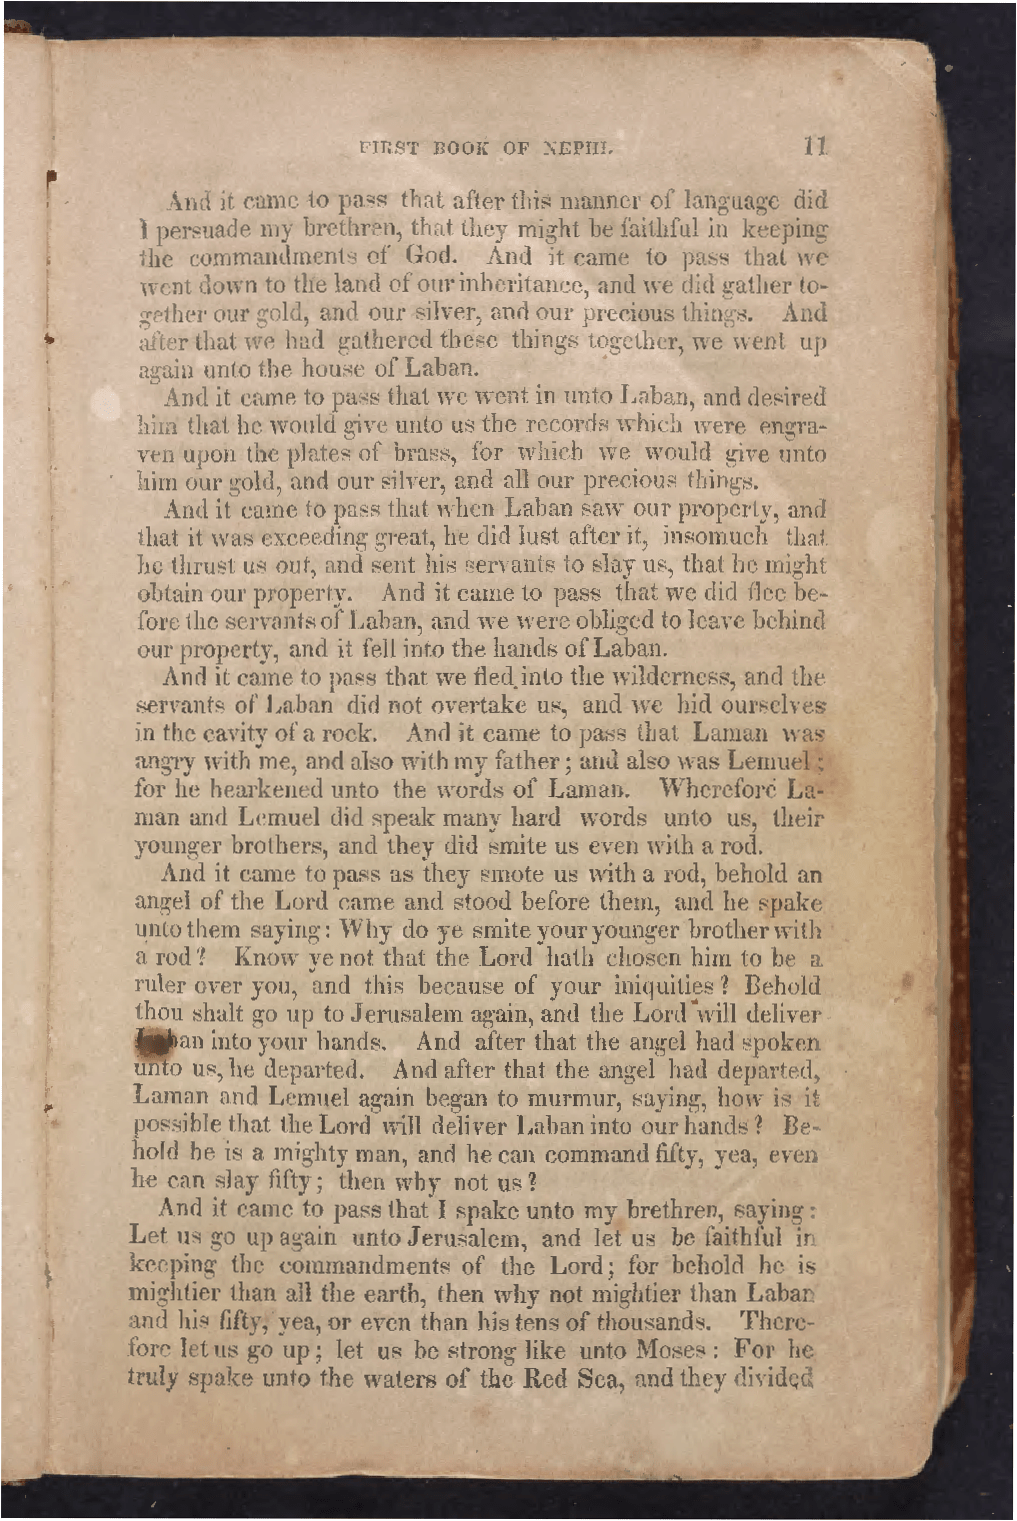 FIRST BOOK OF NEPHI. 11
And it came to pass that after this manner of language did
I persuade my brethren, that they might be faithful in keeping
the commandments of God. And it came to pass that we
went down to the land of our inheritance, and we did gather to-
gether our gold, and our silver, and our precious things. And
after that we had gathered these things together, we went up
again unto the house of Laban.
And it came to pass that we went in unto Laban, and desired
him that he would give unto us the records which were engra-
ven upon the plates of brass, for which we would give unto
him our gold, and our silver, and all our precious things.
And it came to pass that when Laban saw our property, and
that it was exceeding great, he did lust after it, insomuch that
he thrust us out, and sent his servants to slay us, that he might
obtain our property. And it came to pass that we did flee be-
fore the servants of Laban, and we were obliged to leave behind
our property, and it fell into the hands of Laban.
And it came to pass that we fled into the wilderness, and the
servants of Laban did not overtake us, and we hid ourselves
in the cavity of a rock. And it came to pass that Laman was
angry with me, and also with my father; and also was Lemuel;
for he hearkened unto the words of Laman. Wherefore La-
man and Lemuel did speak many hard words unto us, their
younger brothers, and they did smite us even with a rod.
And it came to pass as they smote us with a rod, behold an
angel of the Lord came and stood before them, and he spake
unto them saying: Why do ye smite your younger brother with
a rod? Know ye not that the Lord hath chosen him to be a
ruler over you, and this because of your iniquities? Behold
thou shalt go up to Jerusalem again, and the Lord will deliver
Laban into your hands. And after that the angel had spoken
unto us, he departed. And after that the angel had departed,
Laman and Lemuel again began to murmur, saying, how is it
possible that the Lord will deliver Laban into our hands? Be-
hold he is a mighty man, and he can command fifty, yea, even
he can slay fifty; then why not us?
And it came to pass that I spake unto my brethren, saying:
Let us go up again unto Jerusalem, and let us be faithful in
keeping the commandments of the Lord; for behold he is
mightier than all the earth, then why not mightier than Laban
and his fifty, yea, or even than his tens of thousands. There-
fore let us go up; let us be strong like unto Moses: For he
truly spake unto the waters of the Red Sea, and they divided